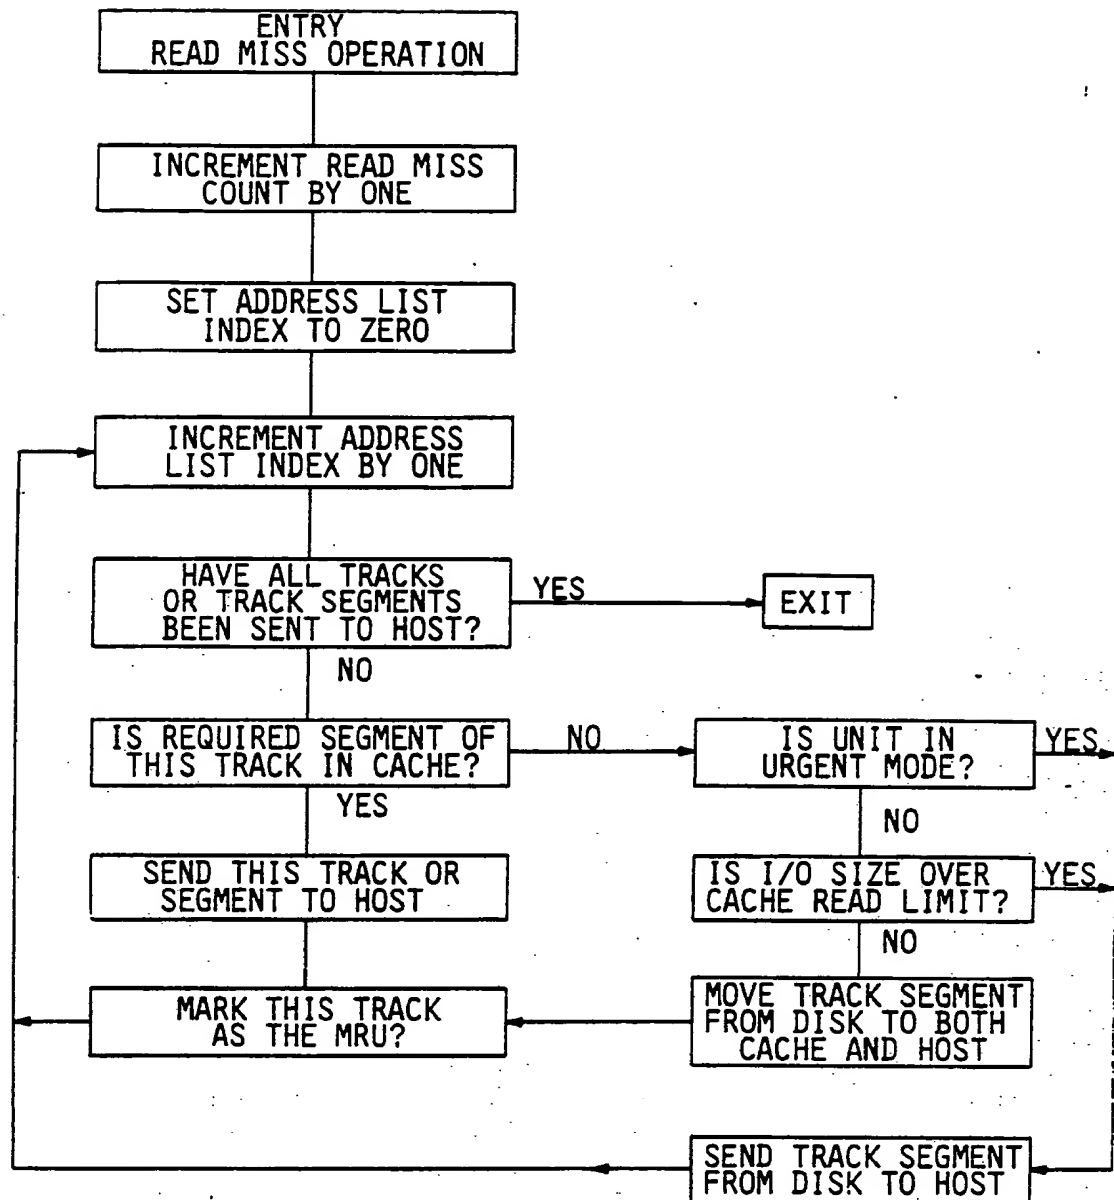 ENTRY
READ MISS OPERATION
INCREMENT READ MISS
COUNT BY ONE
SET ADDRESS LIST
INDEX TO ZERO
INCREMENT ADDRESS
LIST INDEX BY ONE
HAVE ALL TRACKS
OR TRACK SEGMENTS
BEEN SENT TO HOST?
YES
EXIT
NO
IS REQUIRED SEGMENT OF
THIS TRACK IN CACHE?
NO
IS UNIT IN
URGENT MODE?
YES
YES
NO
SEND THIS TRACK OR
SEGMENT TO HOST
IS I/O SIZE OVER
CACHE READ LIMIT?
YES
NO
MARK THIS TRACK
AS THE MRU?
MOVE TRACK SEGMENT
FROM DISK TO BOTH
CACHE AND HOST
SEND TRACK SEGMENT
FROM DISK TO HOST